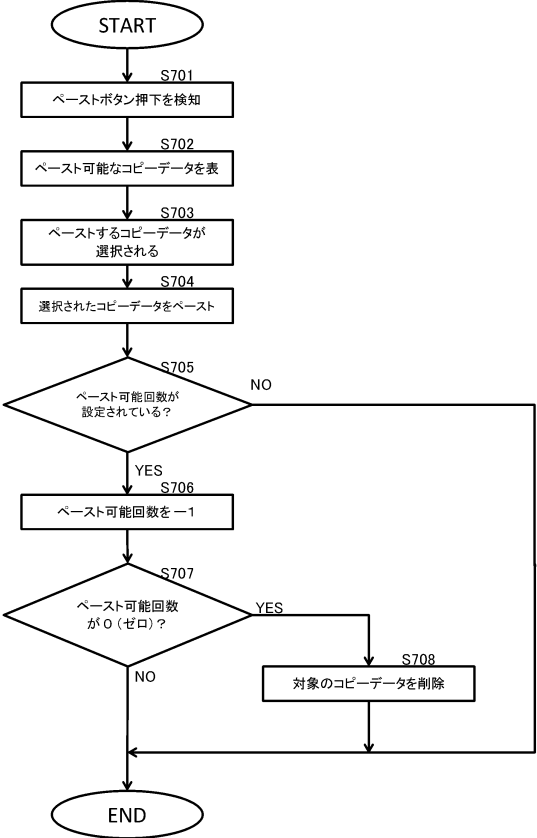 START
S701
ペーストボタン押下を検知
S702
ペースト可能なコピーデータを表
S703
ペーストするコピーデータが
選択される
S704
選択されたコピーデータをペースト
S705
ペースト可能回数が
設定されている?
NO
YES
S706
ペースト可能回数を－1
S707
ペースト可能回数
が0(ゼロ)?
YES
NO
S708
対象のコピーデータを削除
END